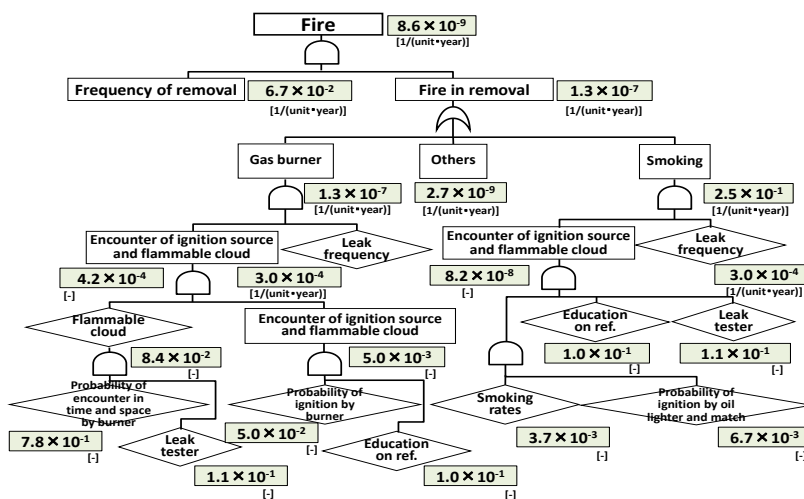 Fire
8.6 × 10-9
[1/(unit・year)]
Frequency of removal
6.7 × 10-2
[1/(unit・year)]
Fire in removal
1.3 × 10-7
[1/(unit・year)]
Gas burner
Others
Smoking
1.3 × 10-7
[1/(unit・year)]
2.7 × 10-9
[1/(unit・year)]
2.5 × 10-1
[1/(unit・year)]
Encounter of ignition source
and flammable cloud
Leak
frequency
Encounter of ignition source
and flammable cloud
Leak
frequency
4.2 × 10-4
[-]
3.0 × 10-4
[1/(unit・year)]
8.2 × 10-8
[-]
3.0 × 10-4
[1/(unit・year)]
Flammable
cloud
Encounter of ignition source
and flammable cloud
Education
on ref.
Leak
tester
8.4 × 10-2
[-]
5.0 × 10-3
[-]
1.0 × 10-1
[-]
1.1 × 10-1
[-]
Probability of
encounter in
time and space
by burner
Probability of
ignition by
burner
Smoking
rates
Probability of
ignition by oil
lighter and match
7.8 × 10-1
[-]
Leak
tester
5.0 × 10-2
[-]
Education
on ref.
3.7 × 10-3
[-]
6.7 × 10-3
[-]
1.1 × 10-1
[-]
1.0 × 10-1
[-]